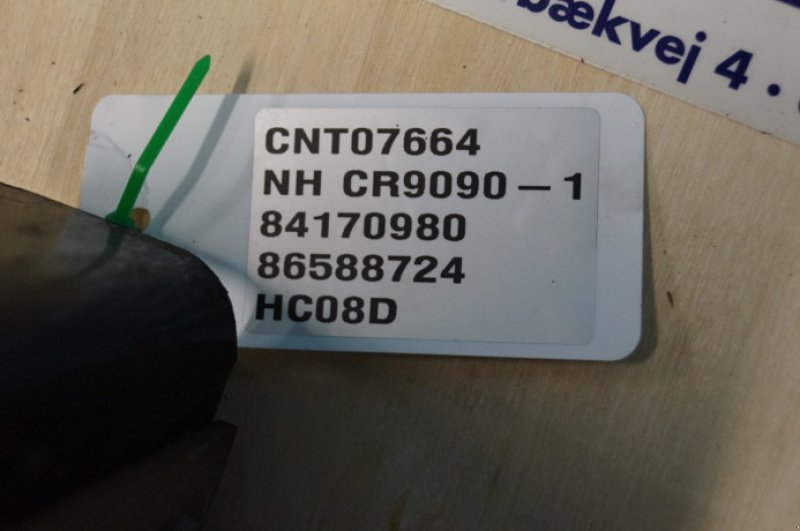 bækvej 4 ·
CNT07664
NH CR9090-1
84170980
86588724
HC08D